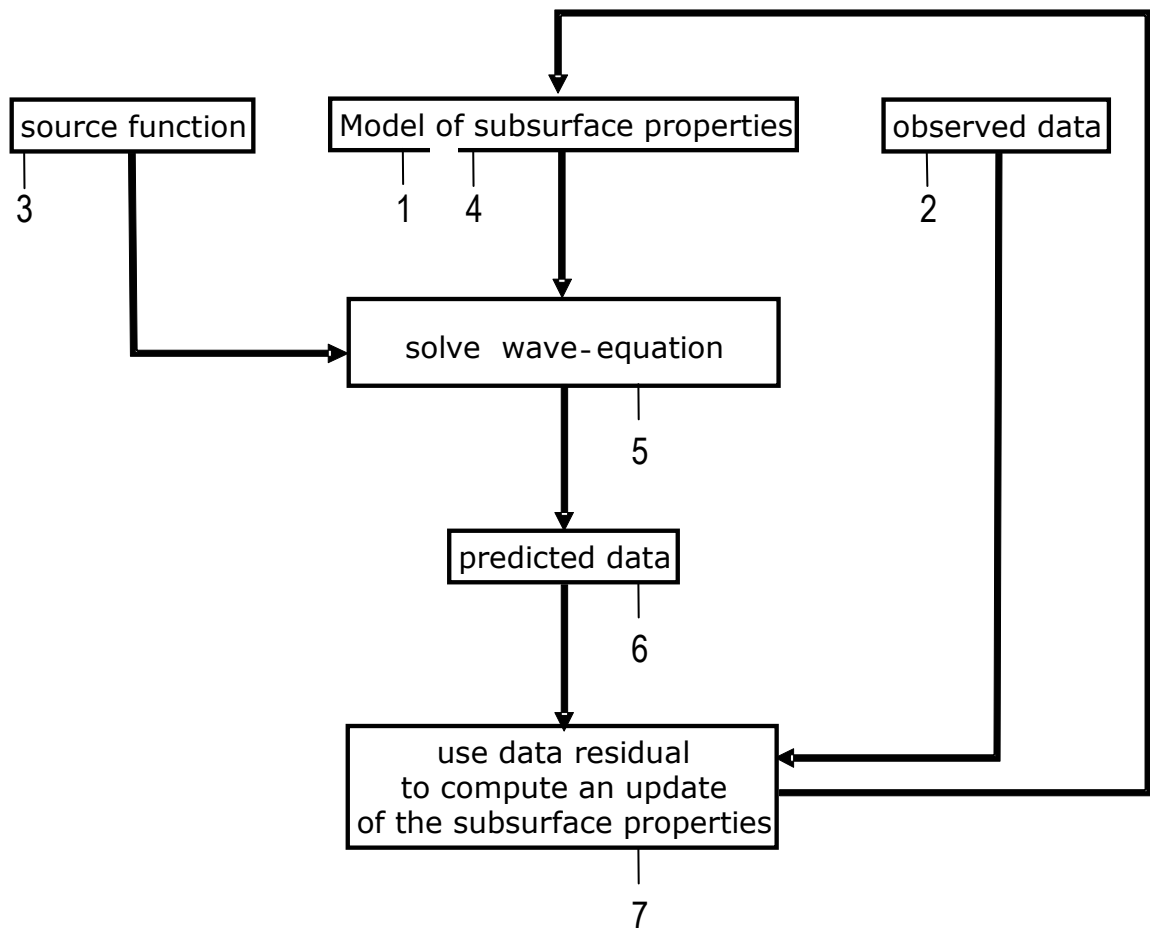 source function
Model of subsurface properties
observed data
3
1
4
2
solve wave-equation
5
predicted data
6
use data residual
to compute an update
of the subsurface properties
7